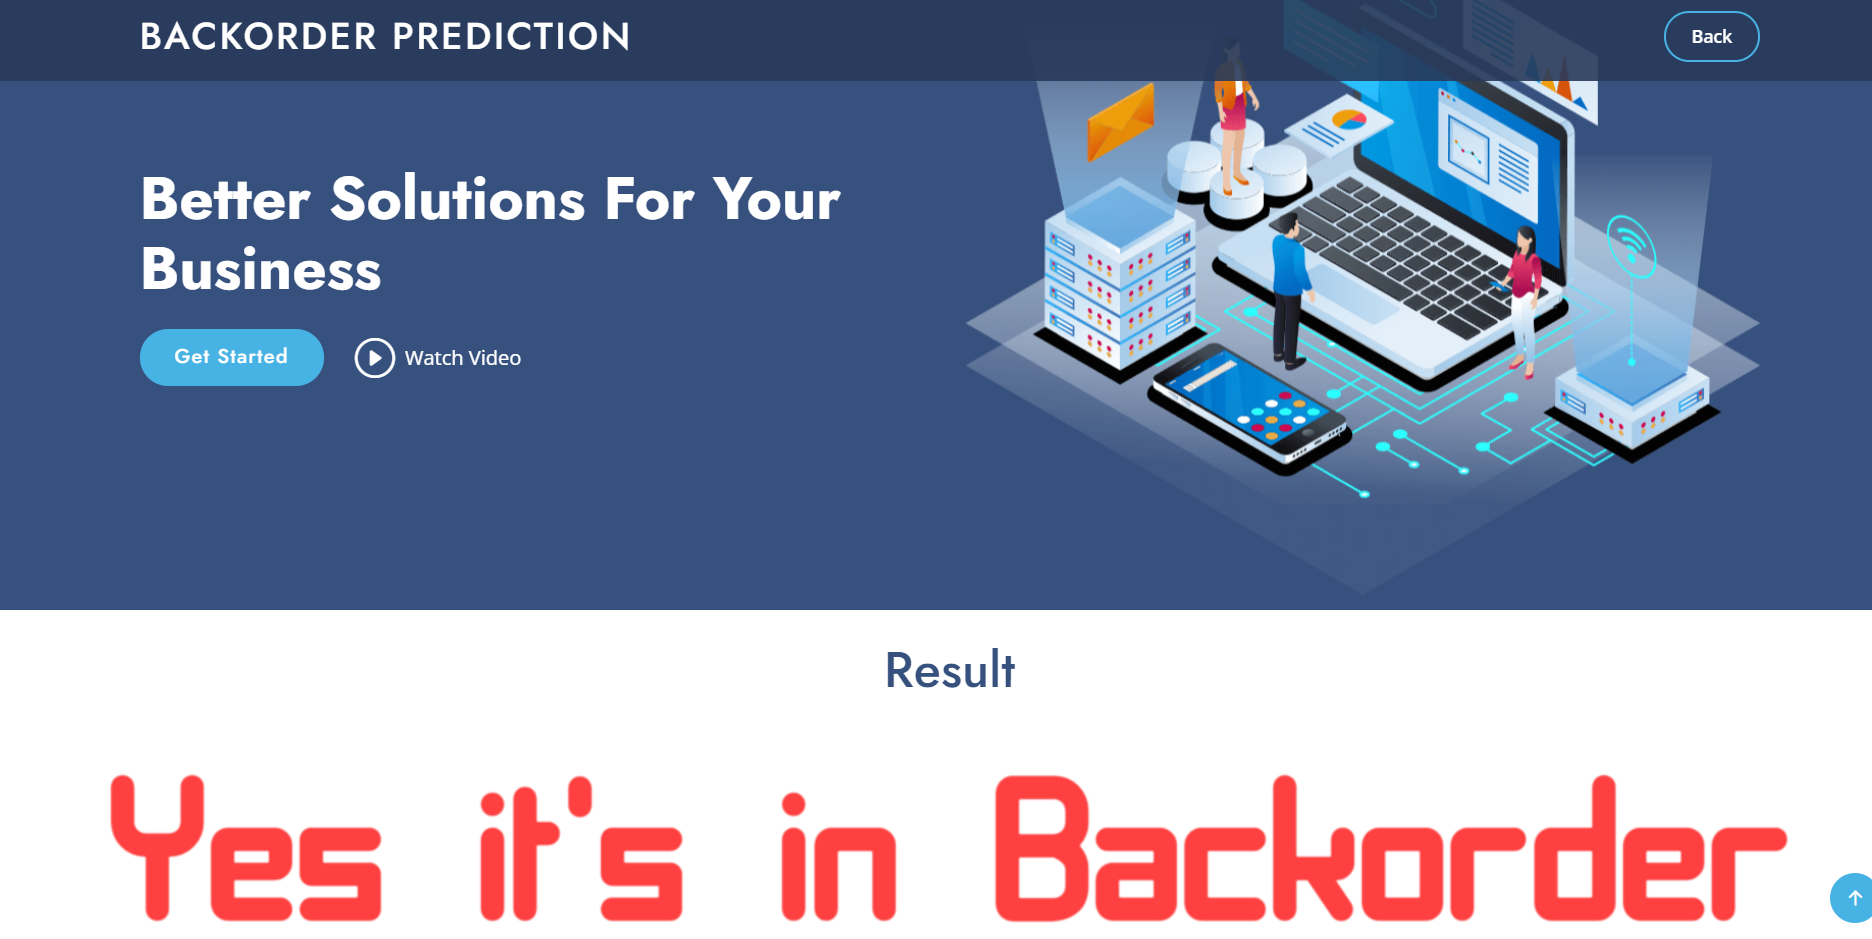 BACKORDER PREDICTION
Back
Better Solutions For Your
Business
Get Started
Watch Video
Result
Yes it's in Backorder